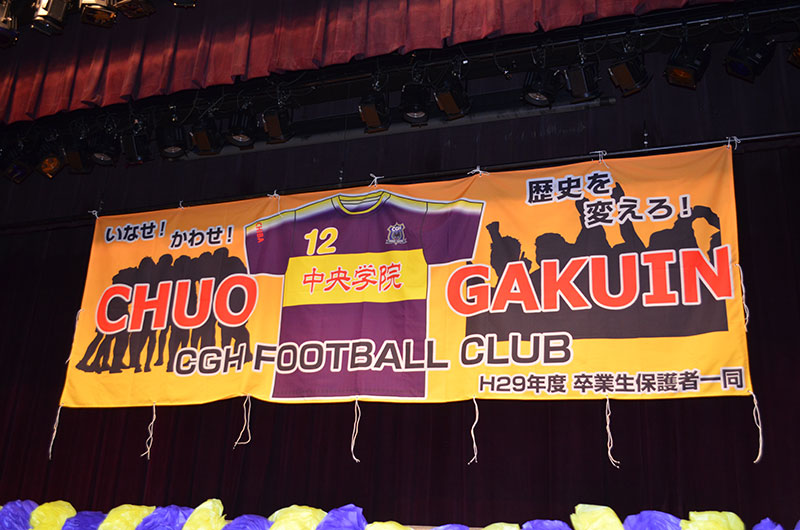 いなせ！かわせ！
歴史を
変えろ！
12
中央学院
CHUO
GAKUIN
CGH FOOTBALL CLUB
H29年度 卒業生保護者一同